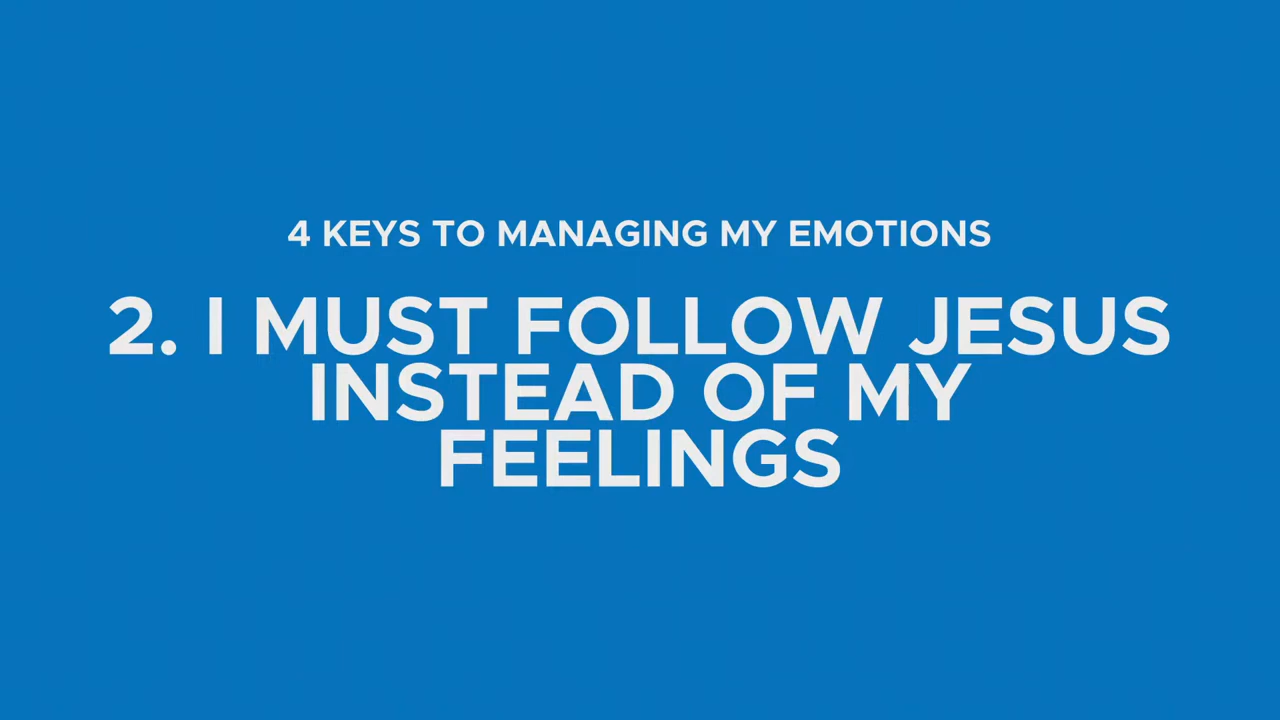 4 KEYS TO MANAGING MY EMOTIONS
2. I MUST FOLLOW JESUS
INSTEAD OF MY
FEELINGS